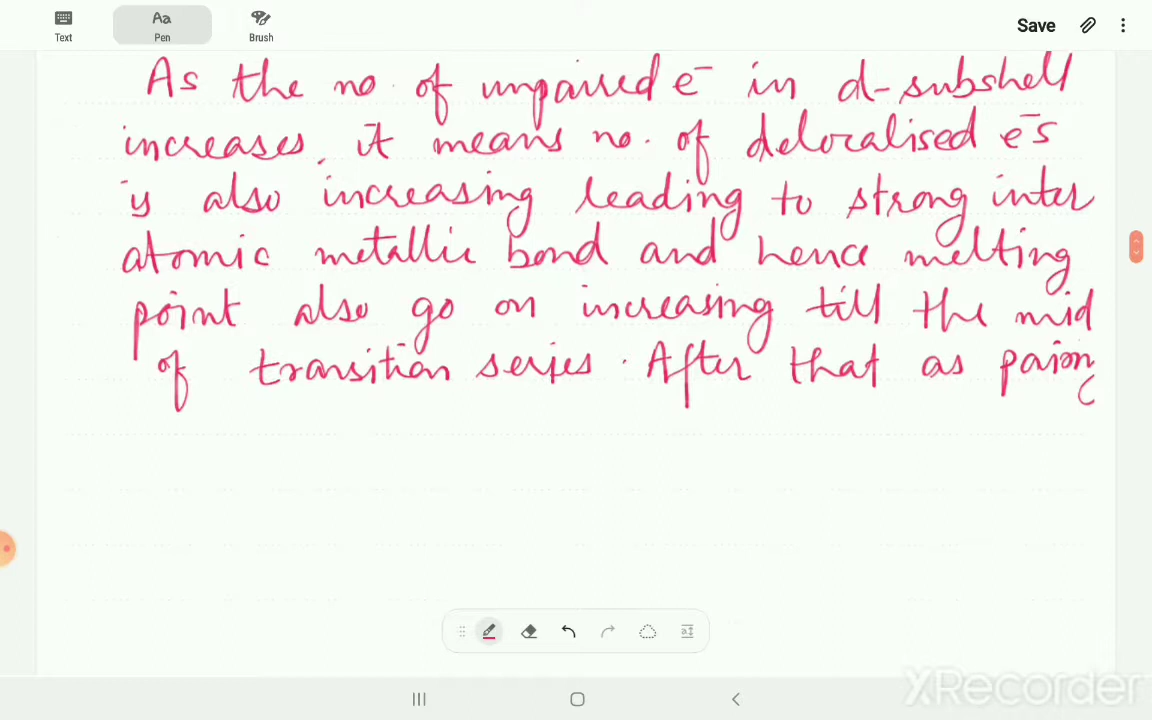 Text
Aa
Pen
Brush
Save
As the no. of unpaired e⁻ in d-subshell
increases, it means no. of delocalised e⁻s
is also increasing leading to strong inter
atomic metallic bond and hence melting
point also go on increasing till the mid
of transition series. After that as pairing
XRecorder